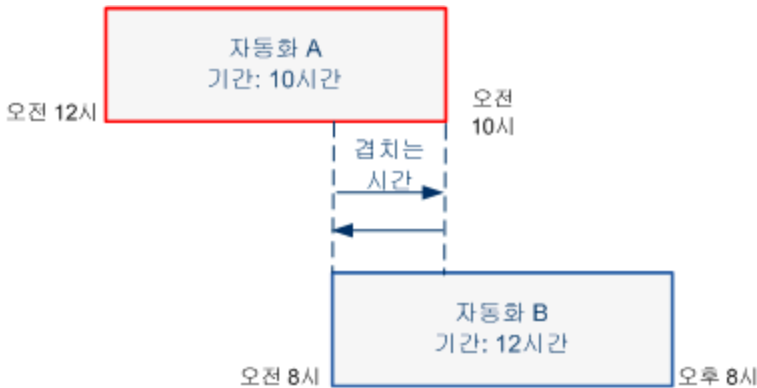 자동화 A
기간: 10시간
오전 12시
오전
10시
겹치는
시간
자동화 B
기간: 12시간
오전 8시
오후 8시